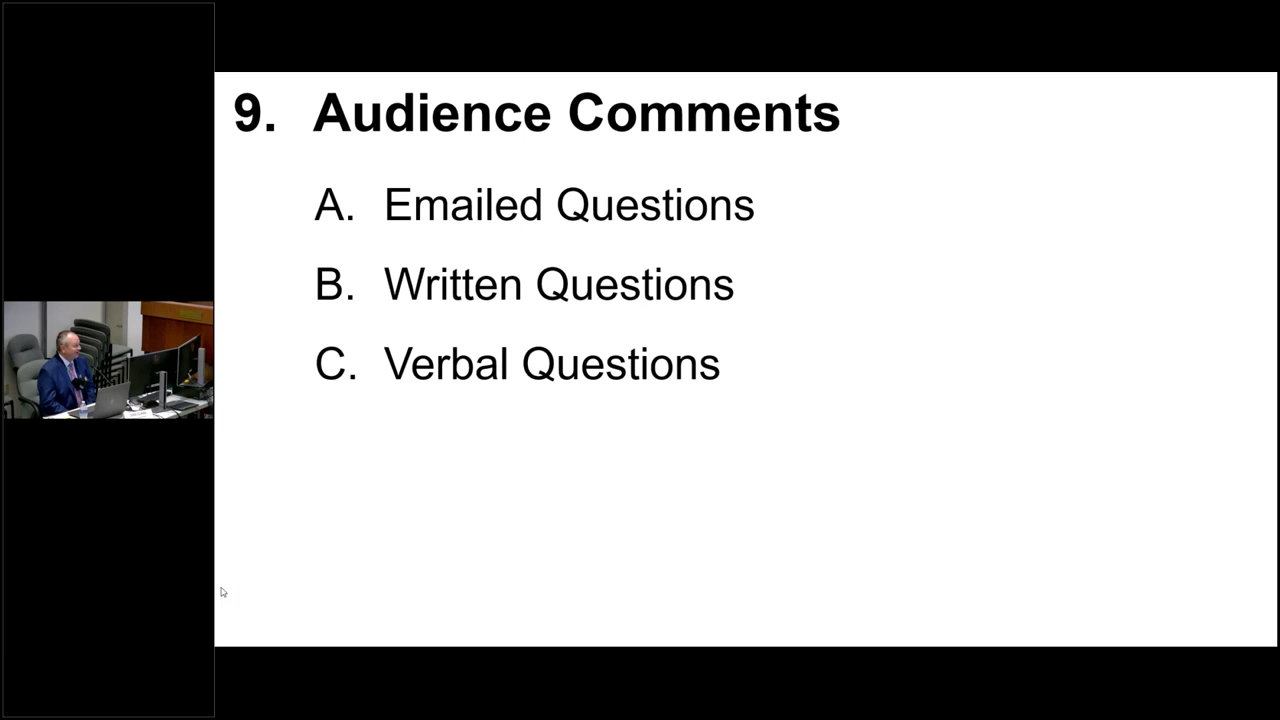 9. Audience Comments
A. Emailed Questions
B. Written Questions
C. Verbal Questions